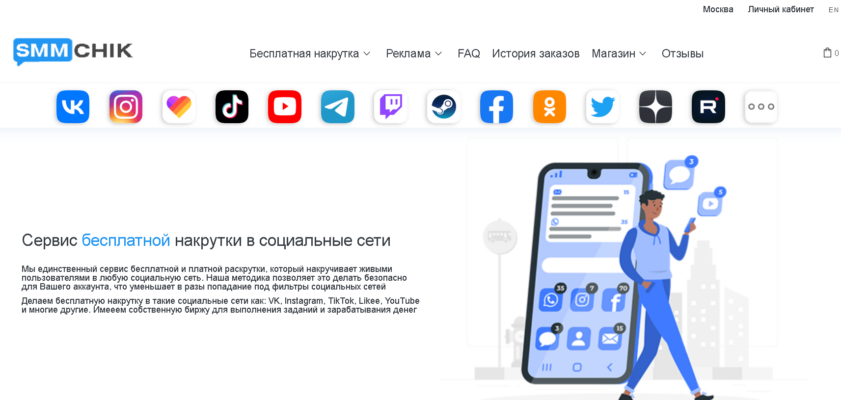 Москва Личный кабинет EN
SMMCHIK
Бесплатная накрутка Реклама FAQ История заказов Магазин Отзывы 0
Сервис бесплатной накрутки в социальные сети
Мы единственный сервис бесплатной и платной раскрутки, который накручивает живыми
пользователями в любую социальную сеть. Наша методика позволяет это делать безопасно
для Вашего аккаунта, что уменьшает в разы попадание под фильтры социальных сетей
Делаем бесплатную накрутку в такие социальные сети как: VK, Instagram, TikTok, Likee, YouTube
и многие другие. Имееем собственную биржу для выполнения заданий и зарабатывания денег
3
5
15
35
35 7 70
3 15